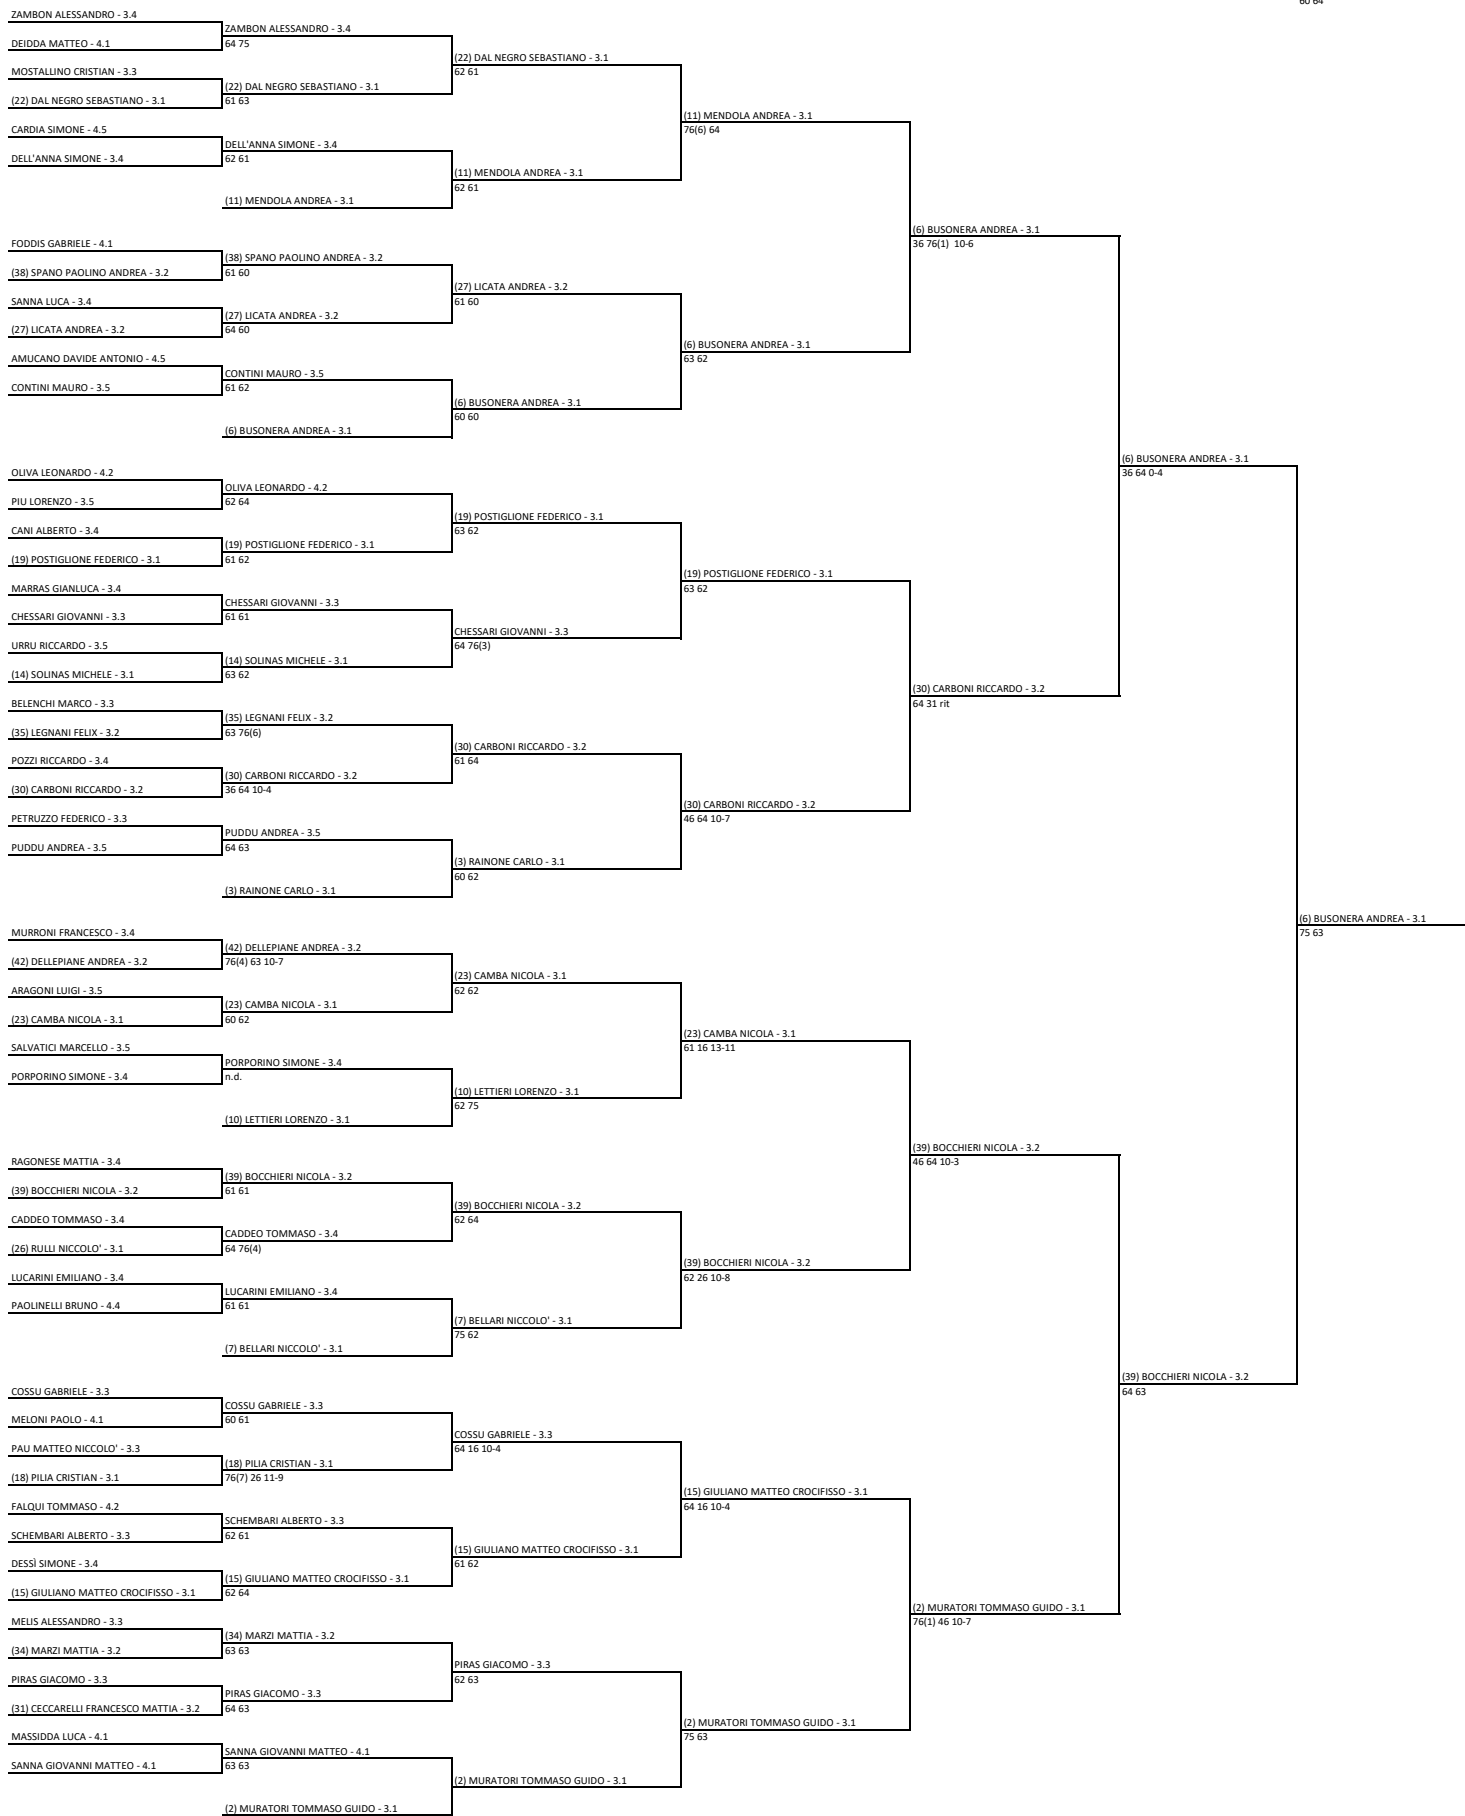 60 64
ZAMBON ALESSANDRO - 3.4
DEIDDA MATTEO - 4.1
MOSTALLINO CRISTIAN - 3.3
(22) DAL NEGRO SEBASTIANO - 3.1
CARDIA SIMONE - 4.5
DELL'ANNA SIMONE - 3.4
FODDIS GABRIELE - 4.1
(38) SPANO PAOLINO ANDREA - 3.2
SANNA LUCA - 3.4
(27) LICATA ANDREA - 3.2
AMUCANO DAVIDE ANTONIO - 4.5
CONTINI MAURO - 3.5
OLIVA LEONARDO - 4.2
PIU LORENZO - 3.5
CANI ALBERTO - 3.4
(19) POSTIGLIONE FEDERICO - 3.1
MARRAS GIANLUCA - 3.4
CHESSARI GIOVANNI - 3.3
URRU RICCARDO - 3.5
(14) SOLINAS MICHELE - 3.1
BELENCHI MARCO - 3.3
(35) LEGNANI FELIX - 3.2
POZZI RICCARDO - 3.4
(30) CARBONI RICCARDO - 3.2
PETRUZZO FEDERICO - 3.3
PUDDU ANDREA - 3.5
MURRONI FRANCESCO - 3.4
(42) DELLEPIANE ANDREA - 3.2
ARAGONI LUIGI - 3.5
(23) CAMBA NICOLA - 3.1
SALVATICI MARCELLO - 3.5
PORPORINO SIMONE - 3.4
RAGONESE MATTIA - 3.4
(39) BOCCHIERI NICOLA - 3.2
CADDEO TOMMASO - 3.4
(26) RULLI NICCOLO' - 3.1
LUCARINI EMILIANO - 3.4
PAOLINELLI BRUNO - 4.4
COSSU GABRIELE - 3.3
MELONI PAOLO - 4.1
PAU MATTEO NICCOLO' - 3.3
(18) PILIA CRISTIAN - 3.1
FALQUI TOMMASO - 4.2
SCHEMBARI ALBERTO - 3.3
DESSÌ SIMONE - 3.4
(15) GIULIANO MATTEO CROCIFISSO - 3.1
MELIS ALESSANDRO - 3.3
(34) MARZI MATTIA - 3.2
PIRAS GIACOMO - 3.3
(31) CECCARELLI FRANCESCO MATTIA - 3.2
MASSIDDA LUCA - 4.1
SANNA GIOVANNI MATTEO - 4.1
ZAMBON ALESSANDRO - 3.4
64 75
(22) DAL NEGRO SEBASTIANO - 3.1
61 63
DELL'ANNA SIMONE - 3.4
62 61
(11) MENDOLA ANDREA - 3.1
(38) SPANO PAOLINO ANDREA - 3.2
61 60
(27) LICATA ANDREA - 3.2
64 60
CONTINI MAURO - 3.5
61 62
(6) BUSONERA ANDREA - 3.1
OLIVA LEONARDO - 4.2
62 64
(19) POSTIGLIONE FEDERICO - 3.1
61 62
CHESSARI GIOVANNI - 3.3
61 61
(14) SOLINAS MICHELE - 3.1
63 62
(35) LEGNANI FELIX - 3.2
63 76(6)
(30) CARBONI RICCARDO - 3.2
36 64 10-4
PUDDU ANDREA - 3.5
64 63
(3) RAINONE CARLO - 3.1
(42) DELLEPIANE ANDREA - 3.2
76(4) 63 10-7
(23) CAMBA NICOLA - 3.1
60 62
PORPORINO SIMONE - 3.4
n.d.
(10) LETTIERI LORENZO - 3.1
(39) BOCCHIERI NICOLA - 3.2
61 61
CADDEO TOMMASO - 3.4
64 76(4)
LUCARINI EMILIANO - 3.4
61 61
(7) BELLARI NICCOLO' - 3.1
COSSU GABRIELE - 3.3
60 61
(18) PILIA CRISTIAN - 3.1
76(7) 26 11-9
SCHEMBARI ALBERTO - 3.3
62 61
(15) GIULIANO MATTEO CROCIFISSO - 3.1
62 64
(34) MARZI MATTIA - 3.2
63 63
PIRAS GIACOMO - 3.3
64 63
SANNA GIOVANNI MATTEO - 4.1
63 63
(2) MURATORI TOMMASO GUIDO - 3.1
(22) DAL NEGRO SEBASTIANO - 3.1
62 61
(11) MENDOLA ANDREA - 3.1
62 61
(27) LICATA ANDREA - 3.2
61 60
(6) BUSONERA ANDREA - 3.1
60 60
(19) POSTIGLIONE FEDERICO - 3.1
63 62
CHESSARI GIOVANNI - 3.3
64 76(3)
(30) CARBONI RICCARDO - 3.2
61 64
(3) RAINONE CARLO - 3.1
60 62
(23) CAMBA NICOLA - 3.1
62 62
(10) LETTIERI LORENZO - 3.1
62 75
(39) BOCCHIERI NICOLA - 3.2
62 64
(7) BELLARI NICCOLO' - 3.1
75 62
COSSU GABRIELE - 3.3
64 16 10-4
(15) GIULIANO MATTEO CROCIFISSO - 3.1
61 62
PIRAS GIACOMO - 3.3
62 63
(2) MURATORI TOMMASO GUIDO - 3.1
(11) MENDOLA ANDREA - 3.1
76(6) 64
(6) BUSONERA ANDREA - 3.1
63 62
(19) POSTIGLIONE FEDERICO - 3.1
63 62
(30) CARBONI RICCARDO - 3.2
46 64 10-7
(23) CAMBA NICOLA - 3.1
61 16 13-11
(39) BOCCHIERI NICOLA - 3.2
62 26 10-8
(15) GIULIANO MATTEO CROCIFISSO - 3.1
64 16 10-4
(2) MURATORI TOMMASO GUIDO - 3.1
75 63
(6) BUSONERA ANDREA - 3.1
36 76(1) 10-6
(30) CARBONI RICCARDO - 3.2
64 31 rit
(39) BOCCHIERI NICOLA - 3.2
46 64 10-3
(2) MURATORI TOMMASO GUIDO - 3.1
76(1) 46 10-7
(6) BUSONERA ANDREA - 3.1
36 64 0-4
(39) BOCCHIERI NICOLA - 3.2
64 63
(6) BUSONERA ANDREA - 3.1
75 63